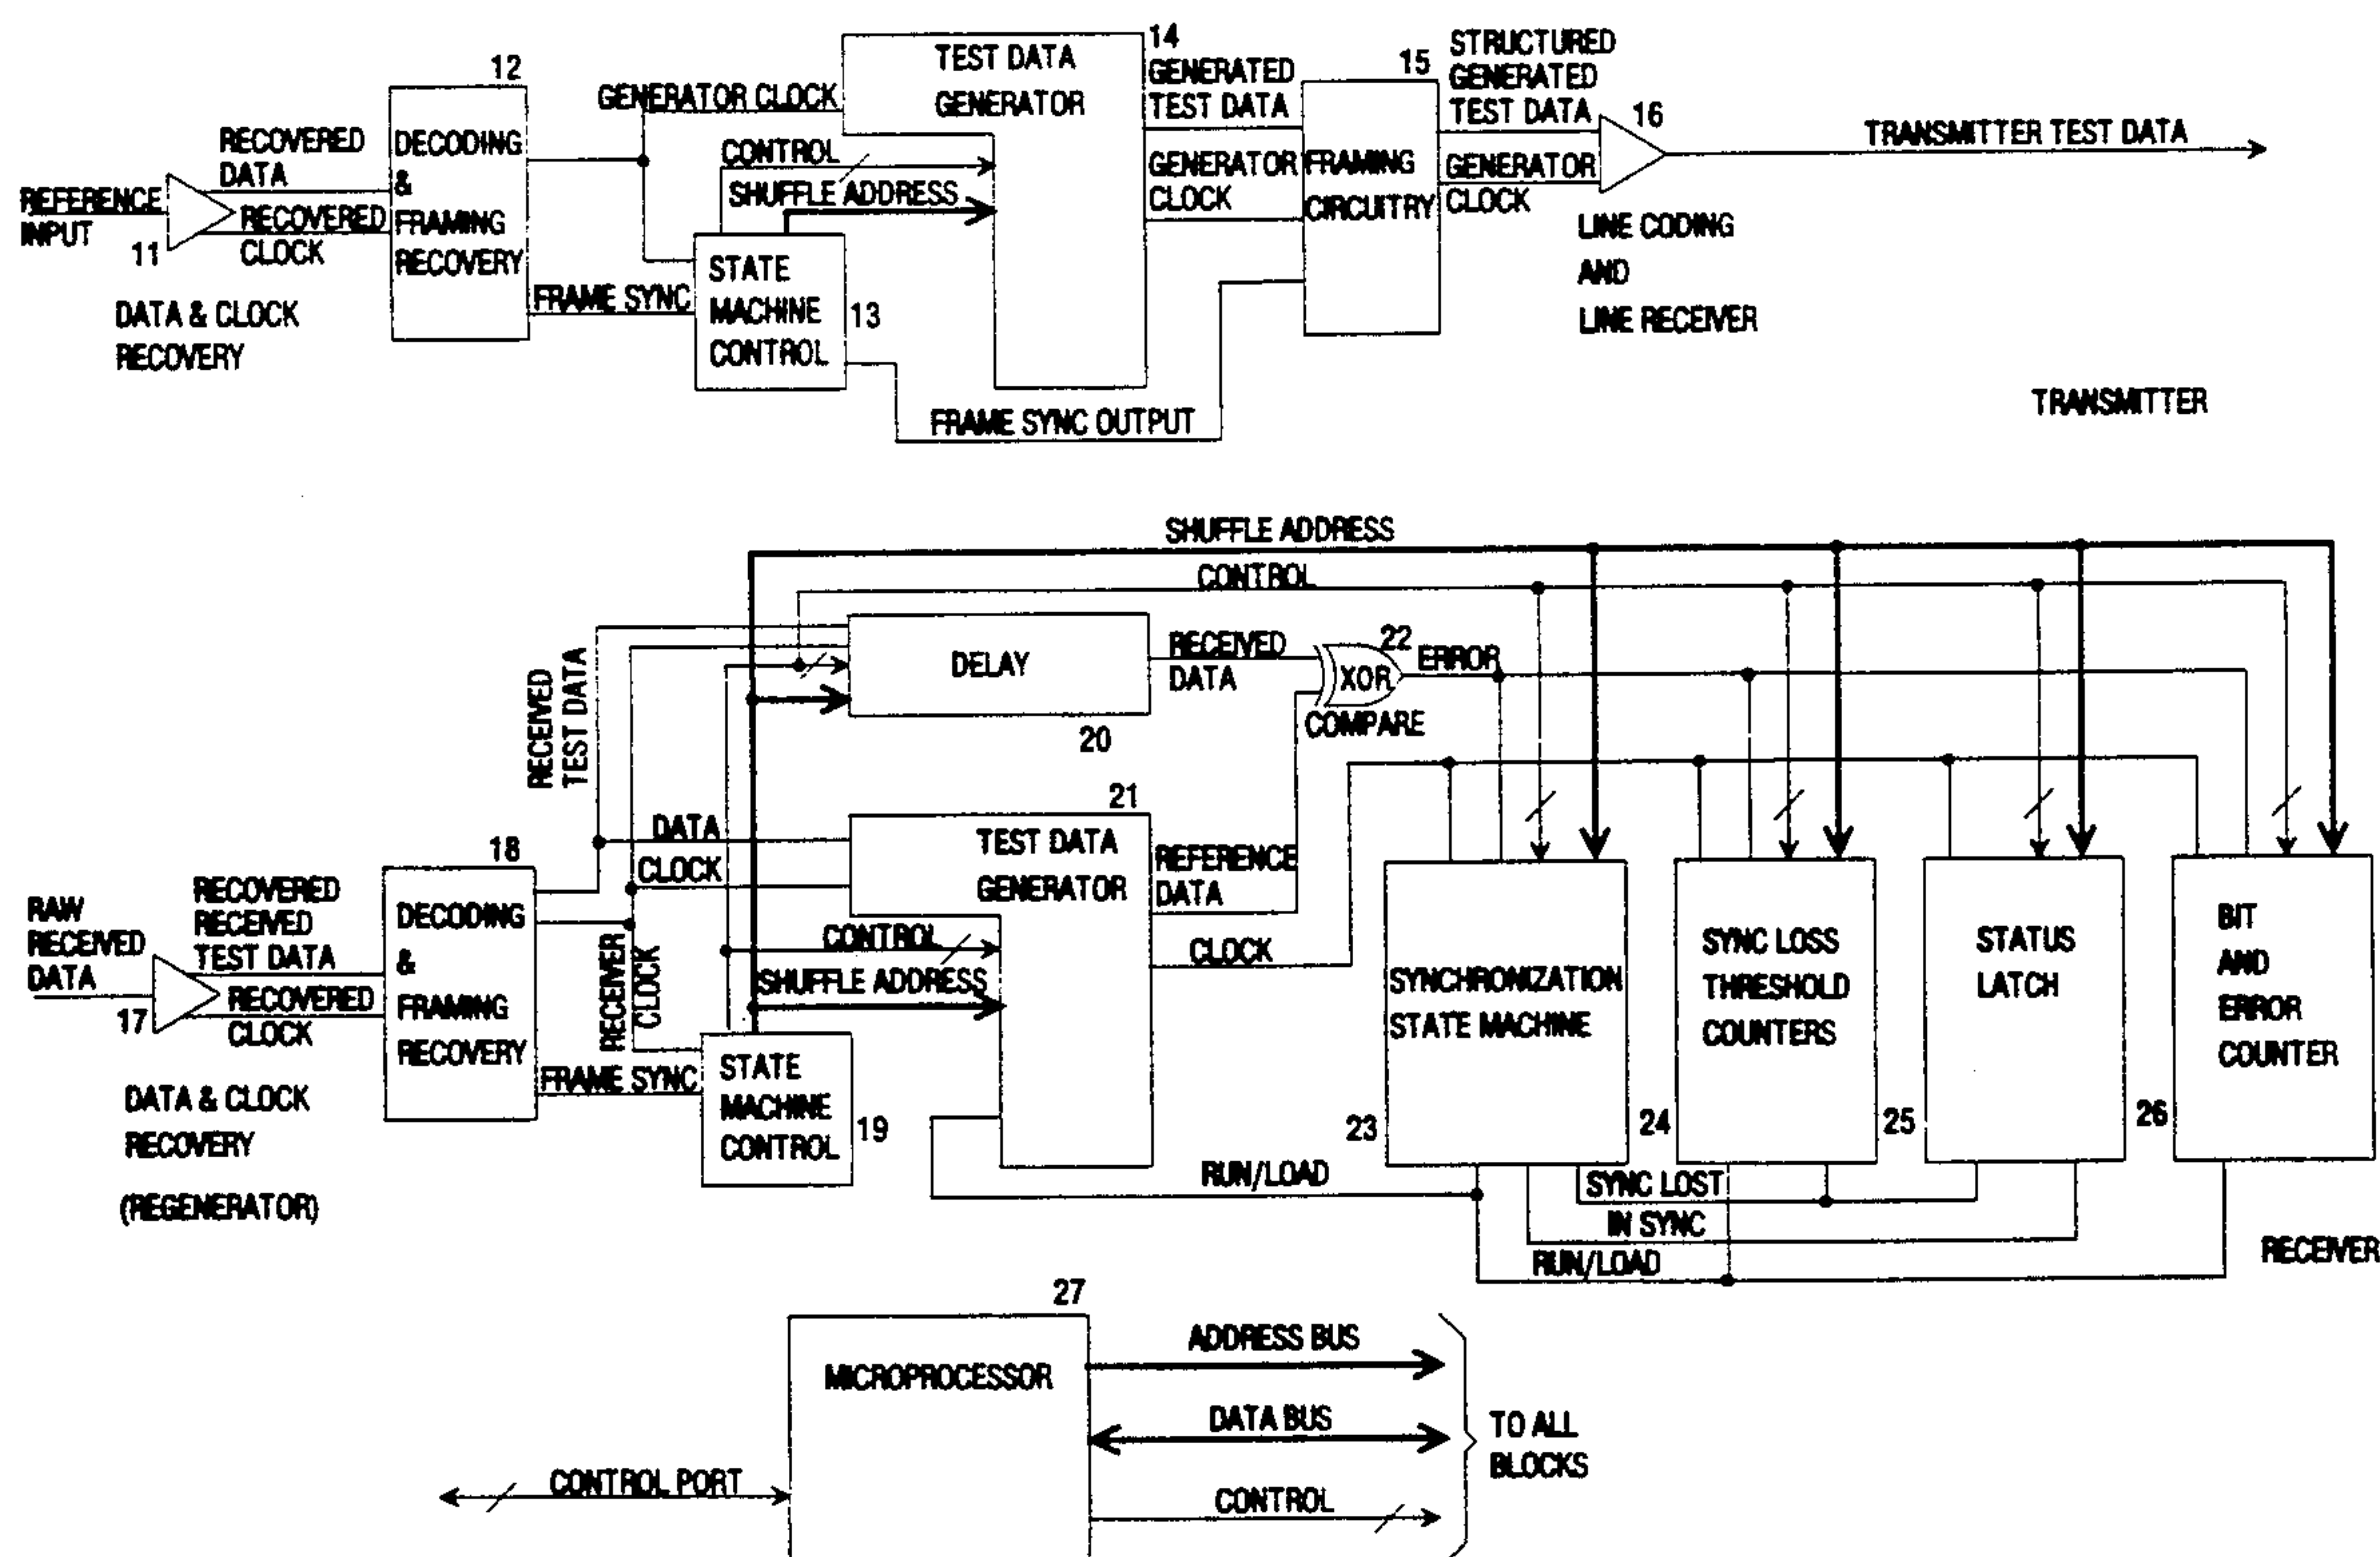 12
TEST DATA
GENERATOR
14
GENERATED
TEST DATA
15
STRUCTURED
GENERATED
TEST DATA
16
GENERATOR CLOCK
RECOVERED
DATA
DECODING
&
FRAMING
RECOVERY
CONTROL
SHUFFLE ADDRESS
GENERATOR
CLOCK
FRAMING
CIRCUITRY
GENERATOR
CLOCK
TRANSMITTER TEST DATA
REFERENCE
INPUT
11
RECOVERED
CLOCK
LINE CODING
AND
LINE RECEIVER
DATA & CLOCK
RECOVERY
FRAME SYNC
STATE
MACHINE
CONTROL
13
FRAME SYNC OUTPUT
TRANSMITTER
SHUFFLE ADDRESS
CONTROL
RECEIVED
TEST DATA
DELAY
20
RECEIVED
DATA
22
XOR
ERROR
COMPARE
21
DATA
CLOCK
TEST DATA
GENERATOR
REFERENCE
DATA
CLOCK
18
RAW
RECEIVED
DATA
17
RECOVERED
RECEIVED
TEST DATA
RECOVERED
CLOCK
DECODING
&
FRAMING
RECOVERY
RECEIVER
CLOCK
CONTROL
SHUFFLE ADDRESS
SYNCHRONIZATION
STATE MACHINE
SYNC LOSS
THRESHOLD
COUNTERS
STATUS
LATCH
BIT
AND
ERROR
COUNTER
DATA & CLOCK
RECOVERY
(REGENERATOR)
FRAME SYNC
STATE
MACHINE
CONTROL
19
23
24
25
26
RUN/LOAD
SYNC LOST
IN SYNC
RUN/LOAD
RECEIVER
27
MICROPROCESSOR
ADDRESS BUS
DATA BUS
CONTROL
TO ALL
BLOCKS
CONTROL PORT